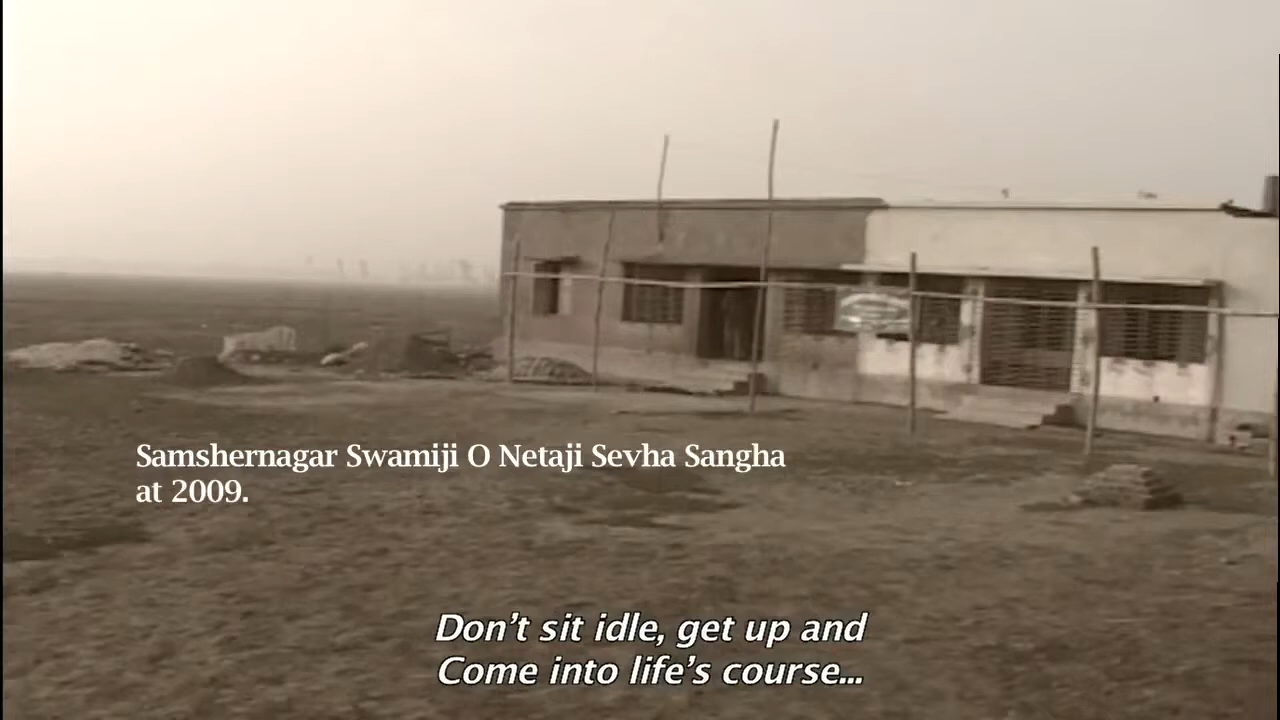 Samshernagar Swamiji O Netaji Sevha Sangha
at 2009.
Don't sit idle, get up and
Come into life's course...